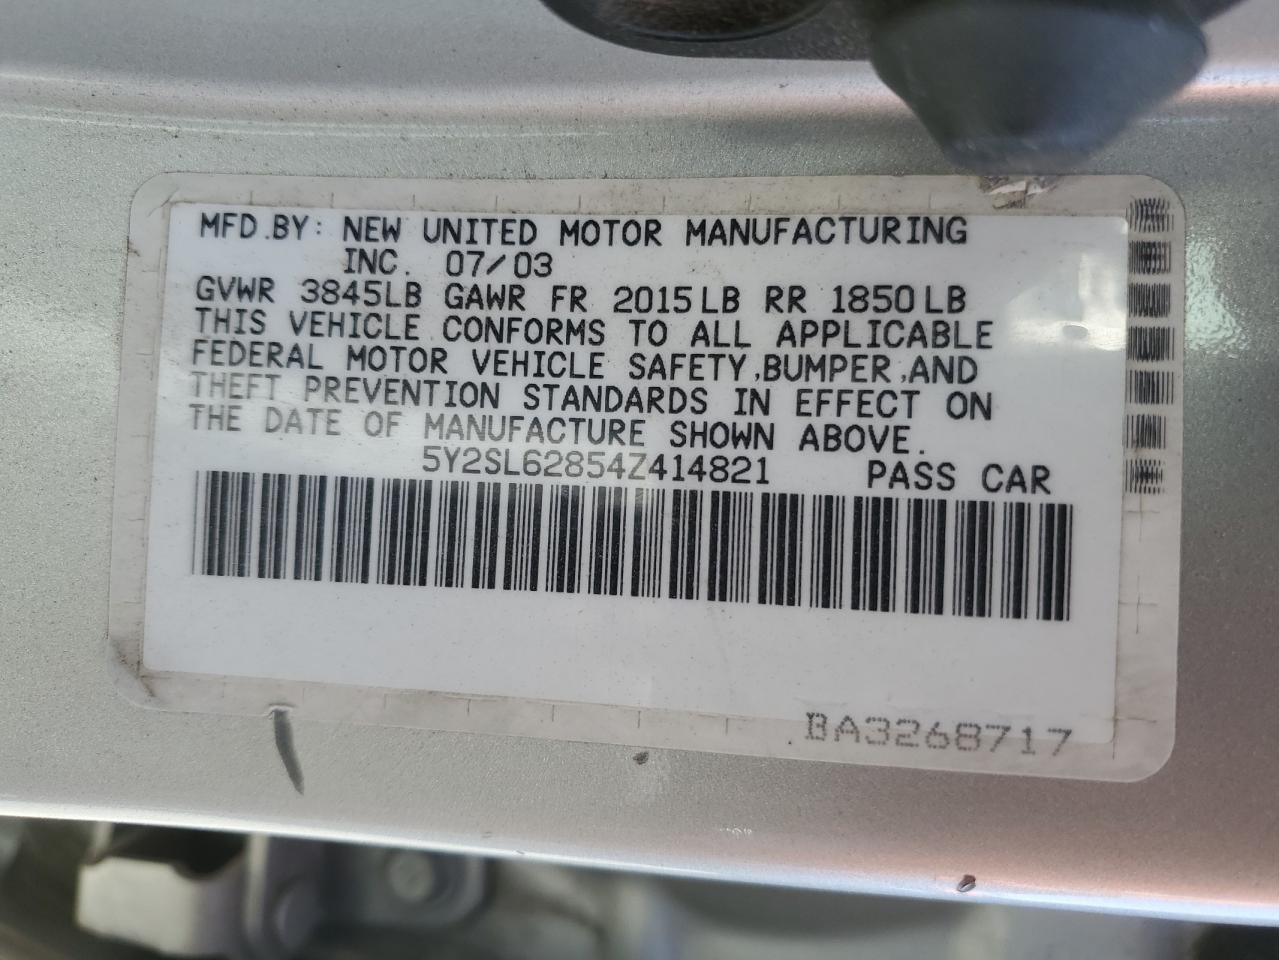 MFD.BY: NEW UNITED MOTOR MANUFACTURING
INC. 07/03
GVWR 3845LB GAWR FR 2015LB RR 1850LB
THIS VEHICLE CONFORMS TO ALL APPLICABLE
FEDERAL MOTOR VEHICLE SAFETY,BUMPER,AND
THEFT PREVENTION STANDARDS IN EFFECT ON
THE DATE OF MANUFACTURE SHOWN ABOVE.
5Y2SL62854Z414821 PASS CAR
BA3268717